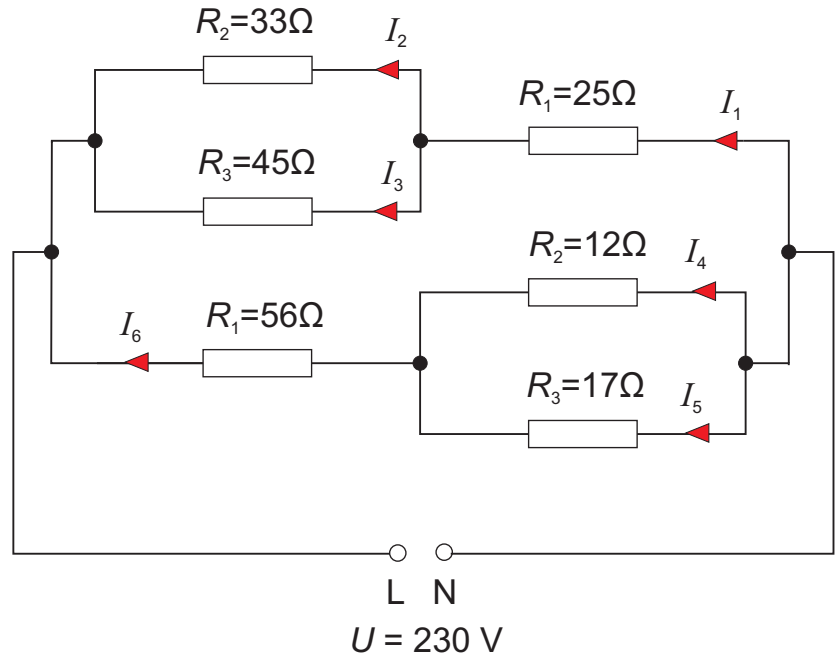 R₂=33Ω
I₂
R₁=25Ω
I₁
R₃=45Ω
I₃
R₂=12Ω
I₄
I₆
R₁=56Ω
R₃=17Ω
I₅
L N
U = 230 V